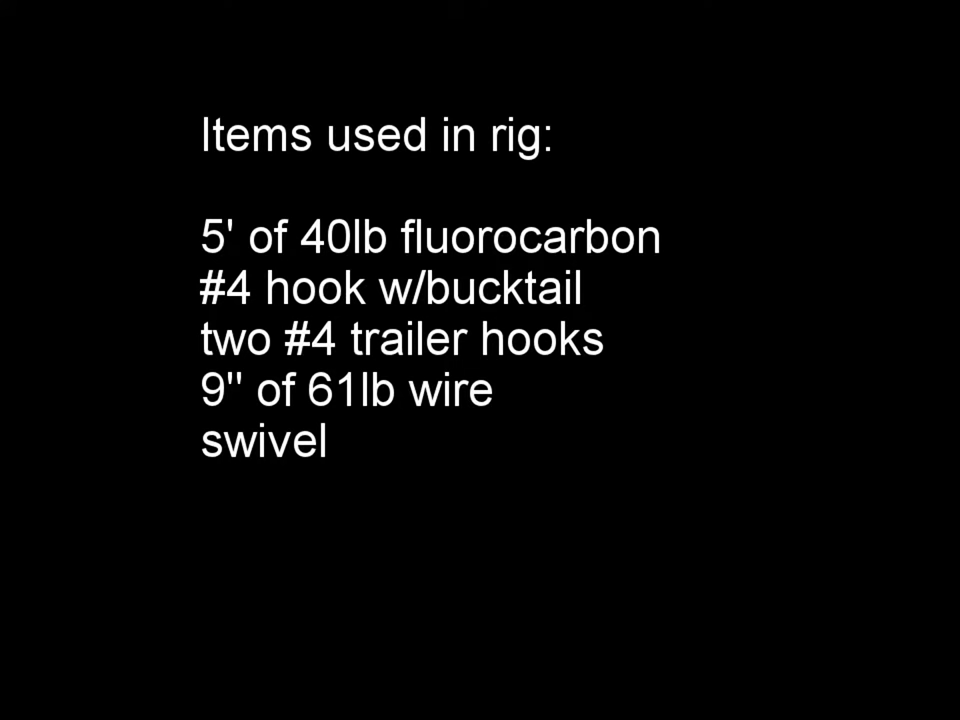 Items used in rig:
5' of 40lb fluorocarbon
#4 hook w/bucktail
two #4 trailer hooks
9" of 61lb wire
swivel